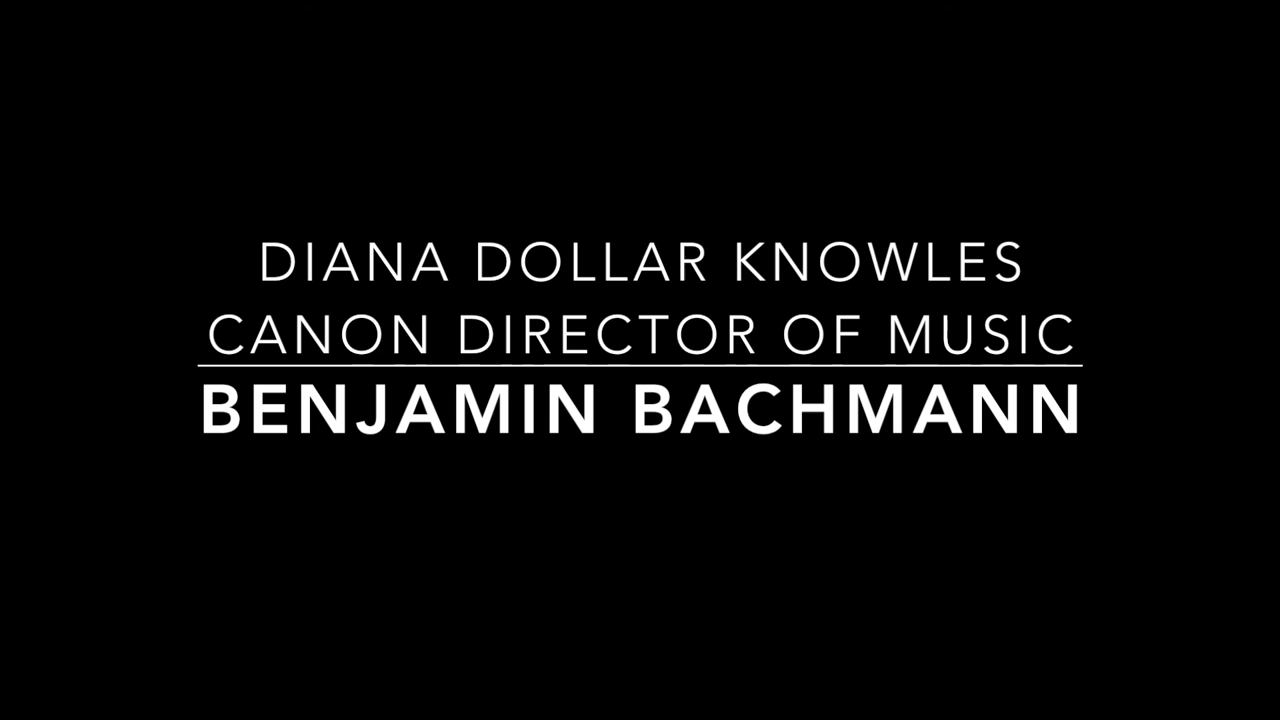 DIANA DOLLAR KNOWLES
CANON DIRECTOR OF MUSIC
BENJAMIN BACHMANN